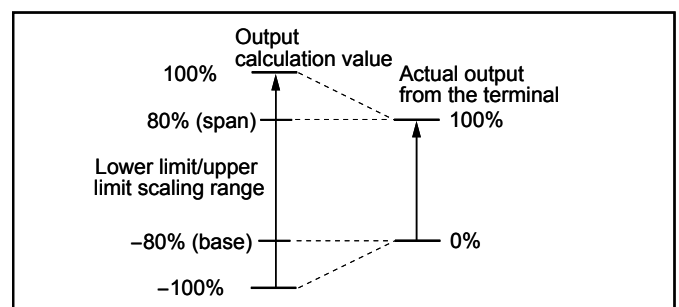 Output
calculation value
100%
Actual output
from the terminal
80% (span)
100%
Lower limit/upper
limit scaling range
−80% (base)
0%
−100%